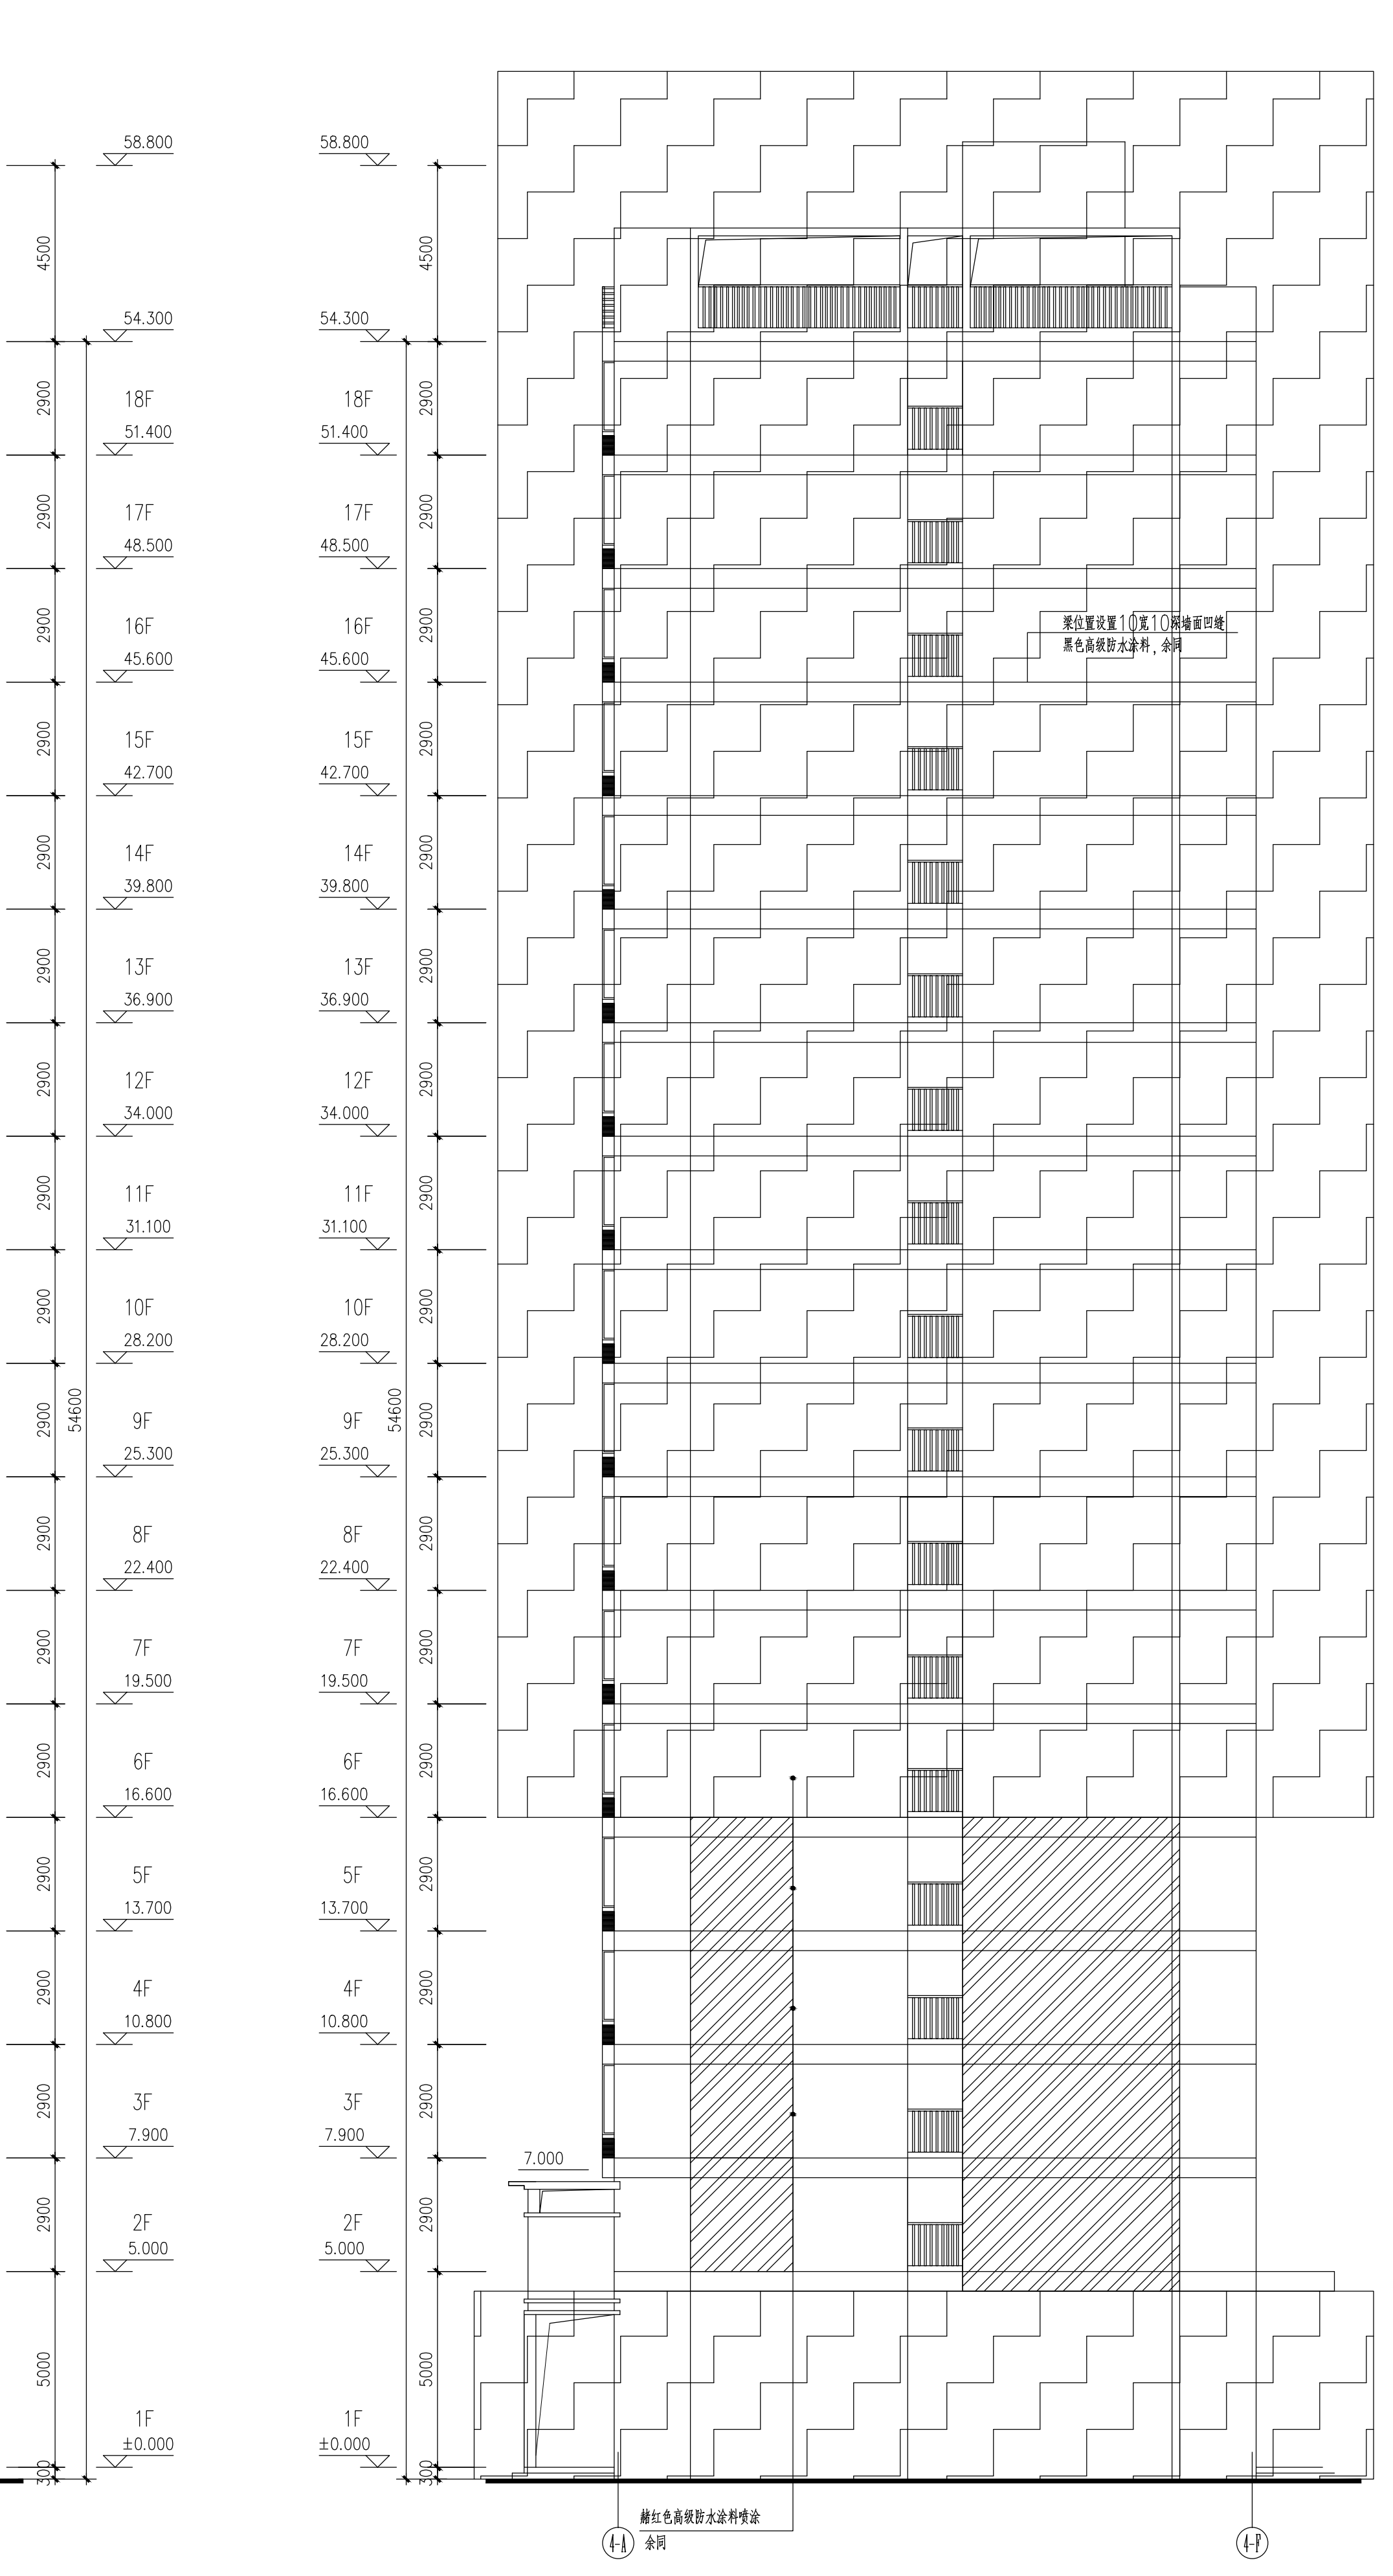 58.800 58.800
4500 4500
54.300 54.300
2900 18F 18F 2900
51.400 51.400
2900 17F 17F 2900
48.500 48.500
2900 16F 16F 2900
梁位置设置10宽10深墙面凹缝
黑色高级防水涂料，余同
45.600 45.600
2900 15F 15F 2900
42.700 42.700
2900 14F 14F 2900
39.800 39.800
2900 13F 13F 2900
36.900 36.900
2900 12F 12F 2900
34.000 34.000
2900 11F 11F 2900
31.100 31.100
2900 10F 10F 2900
28.200 28.200
54600 54600
2900 9F 9F 2900
25.300 25.300
2900 8F 8F 2900
22.400 22.400
2900 7F 7F 2900
19.500 19.500
2900 6F 6F 2900
16.600 16.600
2900 5F 5F 2900
13.700 13.700
2900 4F 4F 2900
10.800 10.800
2900 3F 3F 2900
7.900 7.900
7.000
2900 2F 2F 2900
5.000 5.000
5000 5000
1F 1F
±0.000 ±0.000
300 300
赭红色高级防水涂料喷涂
余同
4-A 4-F